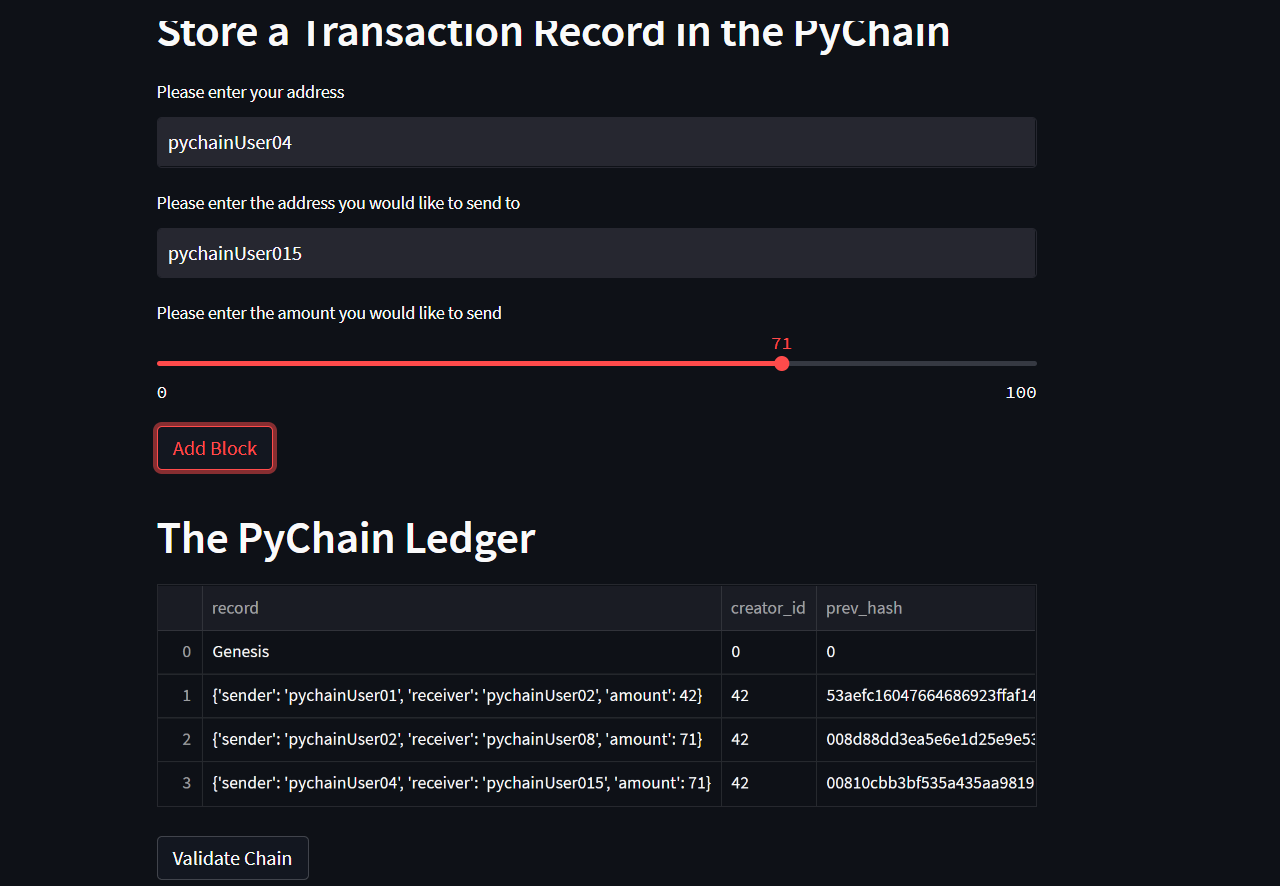 Store a Transaction Record in the PyChain
Please enter your address
pychainUser04
Please enter the address you would like to send to
pychainUser015
Please enter the amount you would like to send
71
0 100
Add Block
The PyChain Ledger
record creator_id prev_hash
0 Genesis 0 0
1 {'sender': 'pychainUser01', 'receiver': 'pychainUser02', 'amount': 42} 42 53aefc16047664686923ffaf14
2 {'sender': 'pychainUser02', 'receiver': 'pychainUser08', 'amount': 71} 42 008d88dd3ea5e6e1d25e9e53
3 {'sender': 'pychainUser04', 'receiver': 'pychainUser015', 'amount': 71} 42 00810cbb3bf535a435aa9819
Validate Chain